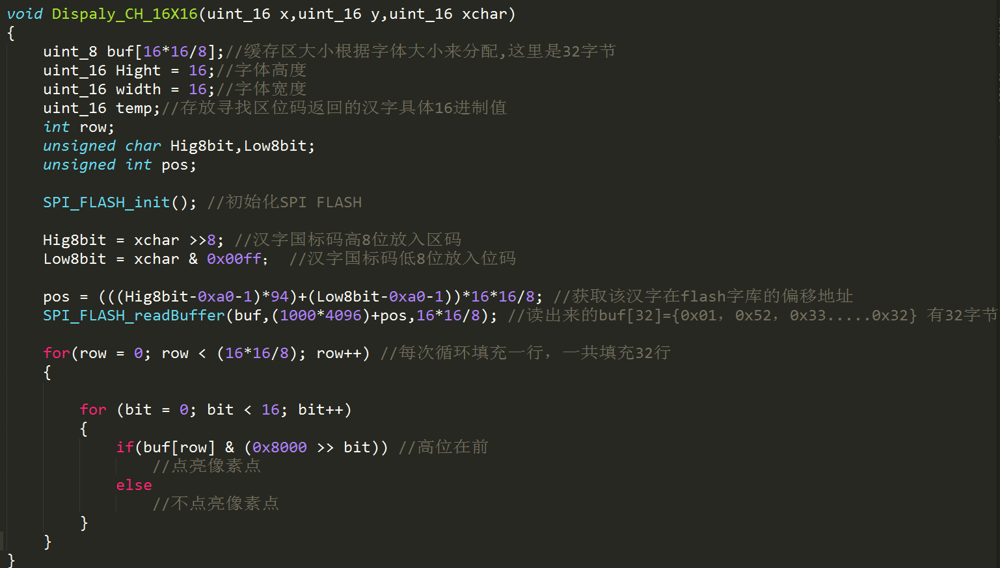 void Dispaly_CH_16X16(uint_16 x,uint_16 y,uint_16 xchar)
{
    uint_8 buf[16*16/8];//缓存区大小根据字体大小来分配,这里是32字节
    uint_16 Hight = 16;//字体高度
    uint_16 width = 16;//字体宽度
    uint_16 temp;//存放寻找区位码返回的汉字具体16进制值
    int row;
    unsigned char Hig8bit,Low8bit;
    unsigned int pos;

    SPI_FLASH_init(); //初始化SPI FLASH

    Hig8bit = xchar >>8; //汉字国标码高8位放入区码
    Low8bit = xchar & 0x00ff； //汉字国标码低8位放入位码

    pos = (((Hig8bit-0xa0-1)*94)+(Low8bit-0xa0-1))*16*16/8; //获取该汉字在flash字库的偏移地址
    SPI_FLASH_readBuffer(buf,(1000*4096)+pos,16*16/8); //读出来的buf[32]={0x01，0x52，0x33.....0x32} 有32字节

    for(row = 0; row < (16*16/8); row++) //每次循环填充一行，一共填充32行
    {

        for (bit = 0; bit < 16; bit++)
        {
            if(buf[row] & (0x8000 >> bit)) //高位在前
                //点亮像素点
            else
                //不点亮像素点
        }
    }
}